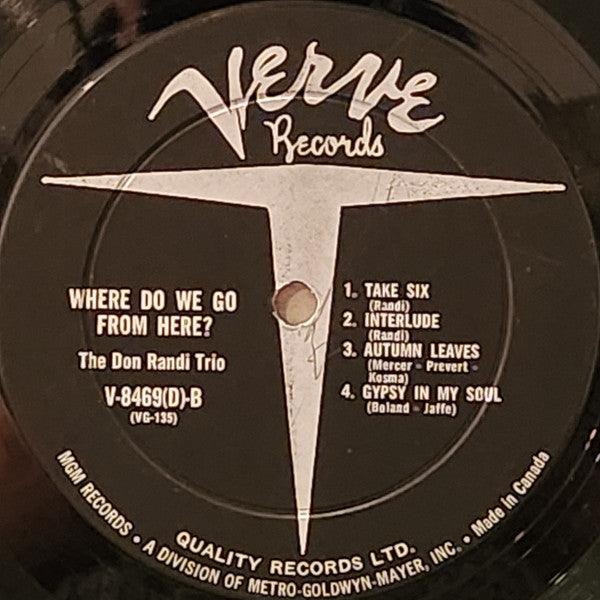 Verve
Records
WHERE DO WE GO
FROM HERE?
The Don Randi Trio
V-8469(D)-B
(VG-135)
1. TAKE SIX
(Randi)
2. INTERLUDE
(Randi)
3. AUTUMN LEAVES
(Mercer - Prevert -
Kosma)
4. GYPSY IN MY SOUL
(Boland - Jaffe)
QUALITY RECORDS LTD.
MGM RECORDS • A DIVISION OF METRO-GOLDWYN-MAYER, INC. • Made in Canada